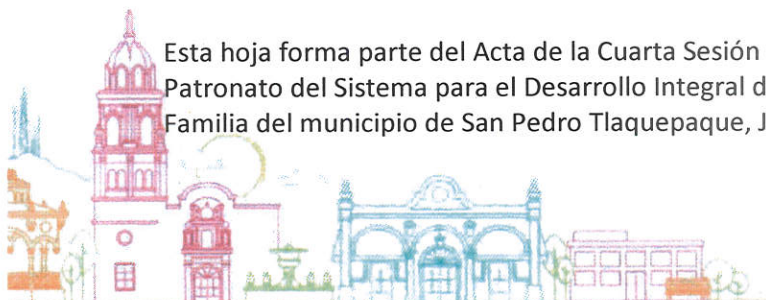 Esta hoja forma parte del Acta de la Cuarta Sesión
Patronato del Sistema para el Desarrollo Integral d
Familia del municipio de San Pedro Tlaquepaque, J